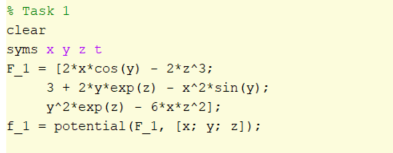 % Task 1
clear
syms x y z t
F_1 = [2*x*cos(y) - 2*z^3;
3 + 2*y*exp(z) - x^2*sin(y);
y^2*exp(z) - 6*x*z^2];
f_1 = potential(F_1, [x; y; z]);